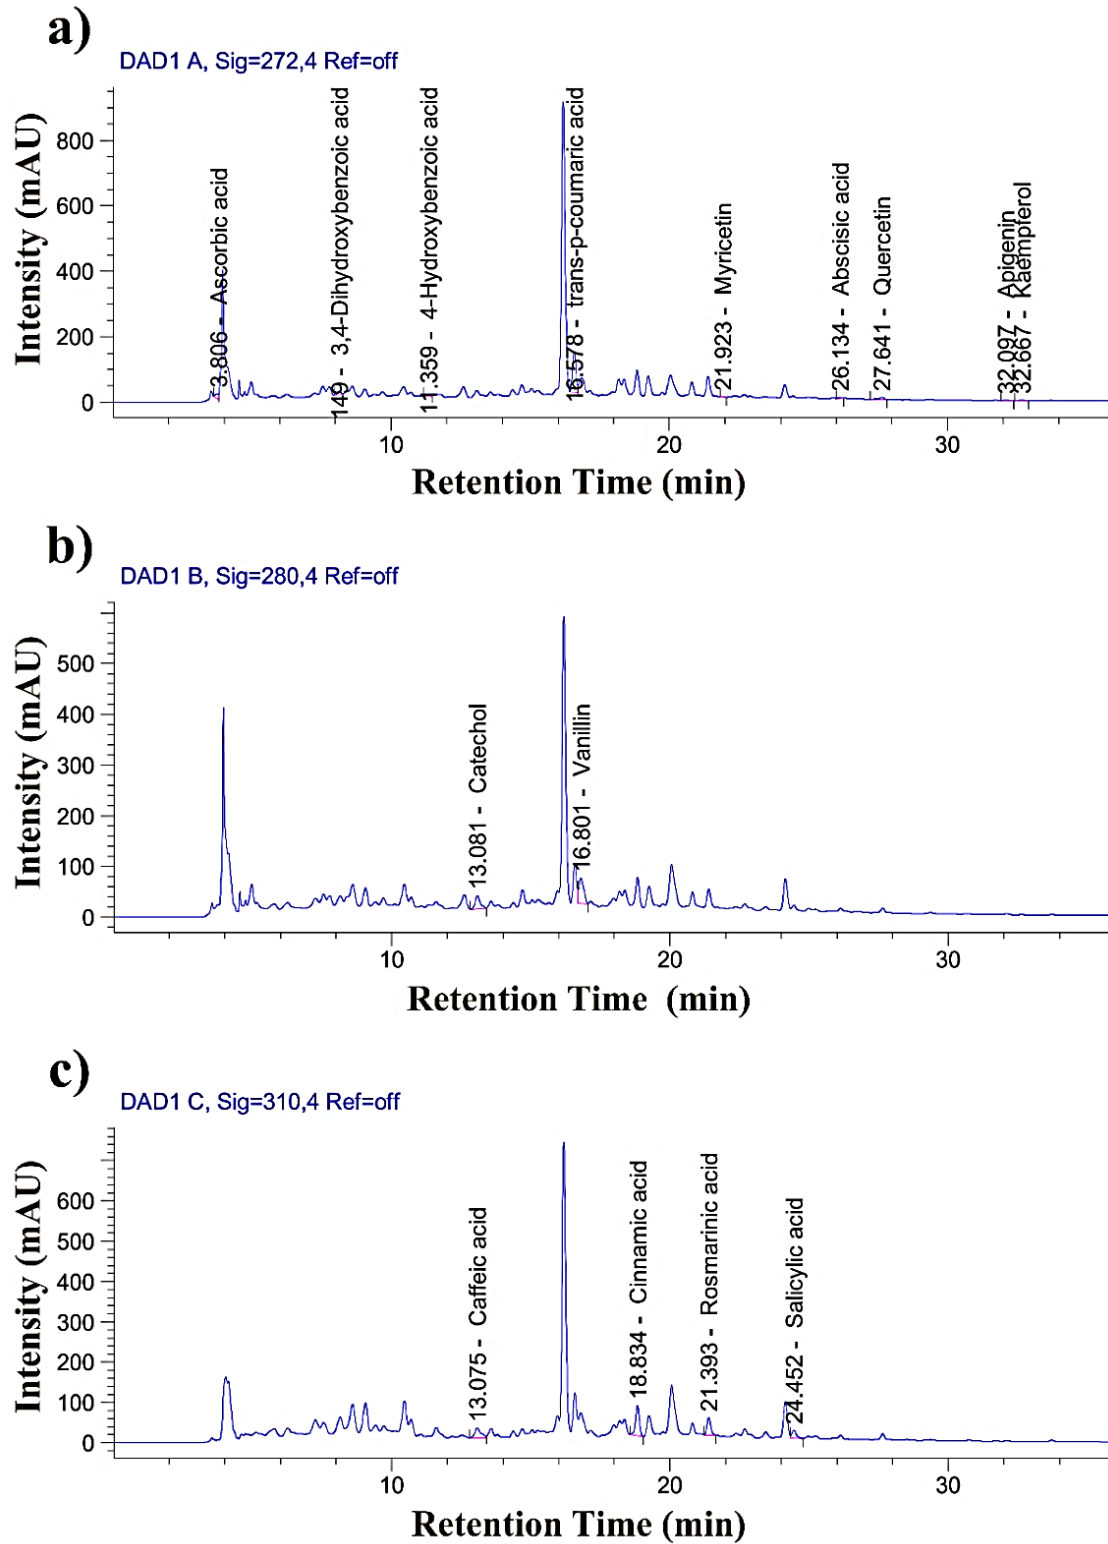 a)
DAD1 A, Sig=272,4 Ref=off
Intensity (mAU)
800
600
400
200
0
3.806 - Ascorbic acid
149 - 3,4-Dihydroxybenzoic acid
11.359 - 4-Hydroxybenzoic acid
16.578 - trans-p-coumaric acid
21.923 - Myricetin
26.134 - Abscisic acid
27.641 - Quercetin
32.097 - Apigenin
32.667 - Kaempferol
10
20
30
Retention Time (min)
b)
DAD1 B, Sig=280,4 Ref=off
Intensity (mAU)
500
400
300
200
100
0
13.081 - Catechol
16.801 - Vanillin
10
20
30
Retention Time (min)
c)
DAD1 C, Sig=310,4 Ref=off
Intensity (mAU)
600
500
400
300
200
100
0
13.075 - Caffeic acid
18.834 - Cinnamic acid
21.393 - Rosmarinic acid
24.452 - Salicylic acid
10
20
30
Retention Time (min)